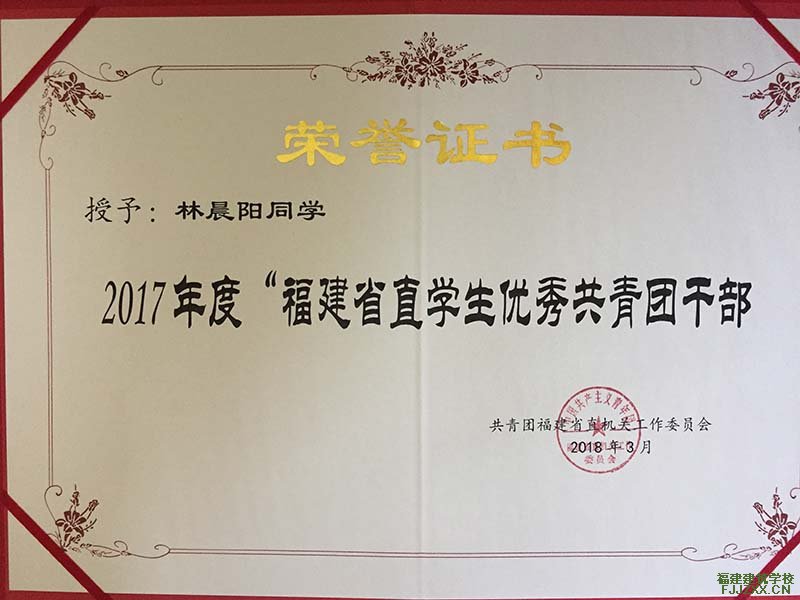 荣誉证书
授予：林晨阳同学
2017年度“福建省直学生优秀共青团干部
共青团福建省直机关工作委员会
2018年3月
福建建筑学校
FJJZXX.CN